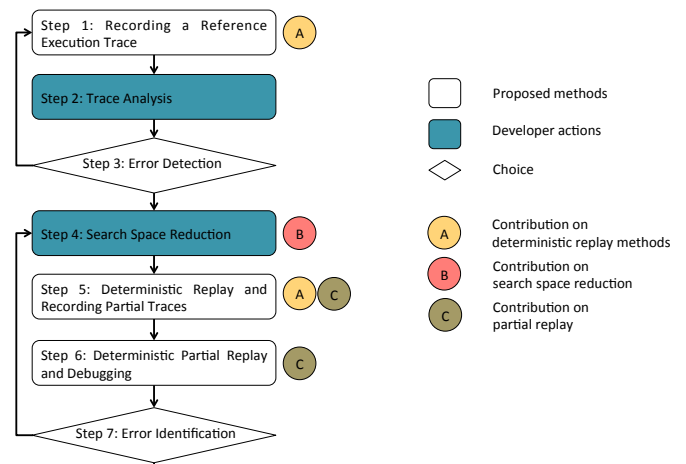 Step 1: Recording a Reference
Execution Trace
A
Step 2: Trace Analysis
Step 3: Error Detection
Step 4: Search Space Reduction
B
Step 5: Deterministic Replay and
Recording Partial Traces
A
C
Step 6: Deterministic Partial Replay
and Debugging
C
Step 7: Error Identification
Proposed methods
Developer actions
Choice
A
Contribution on
deterministic replay methods
B
Contribution on
search space reduction
C
Contribution on
partial replay